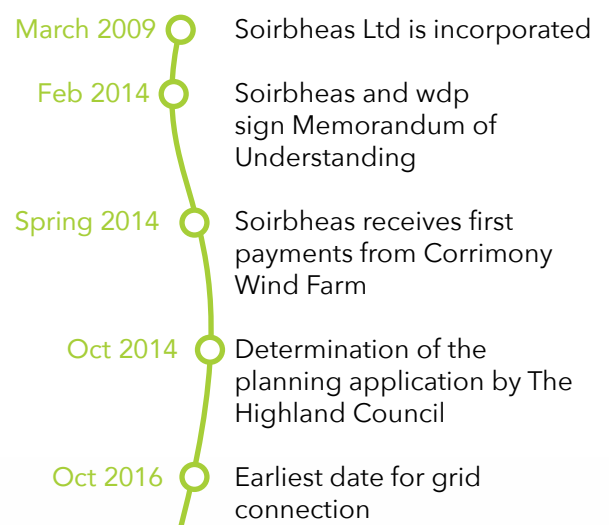 March 2009 Soirbheas Ltd is incorporated
Feb 2014 Soirbheas and wdp
sign Memorandum of
Understanding
Spring 2014 Soirbheas receives first
payments from Corrimony
Wind Farm
Oct 2014 Determination of the
planning application by The
Highland Council
Oct 2016 Earliest date for grid
connection